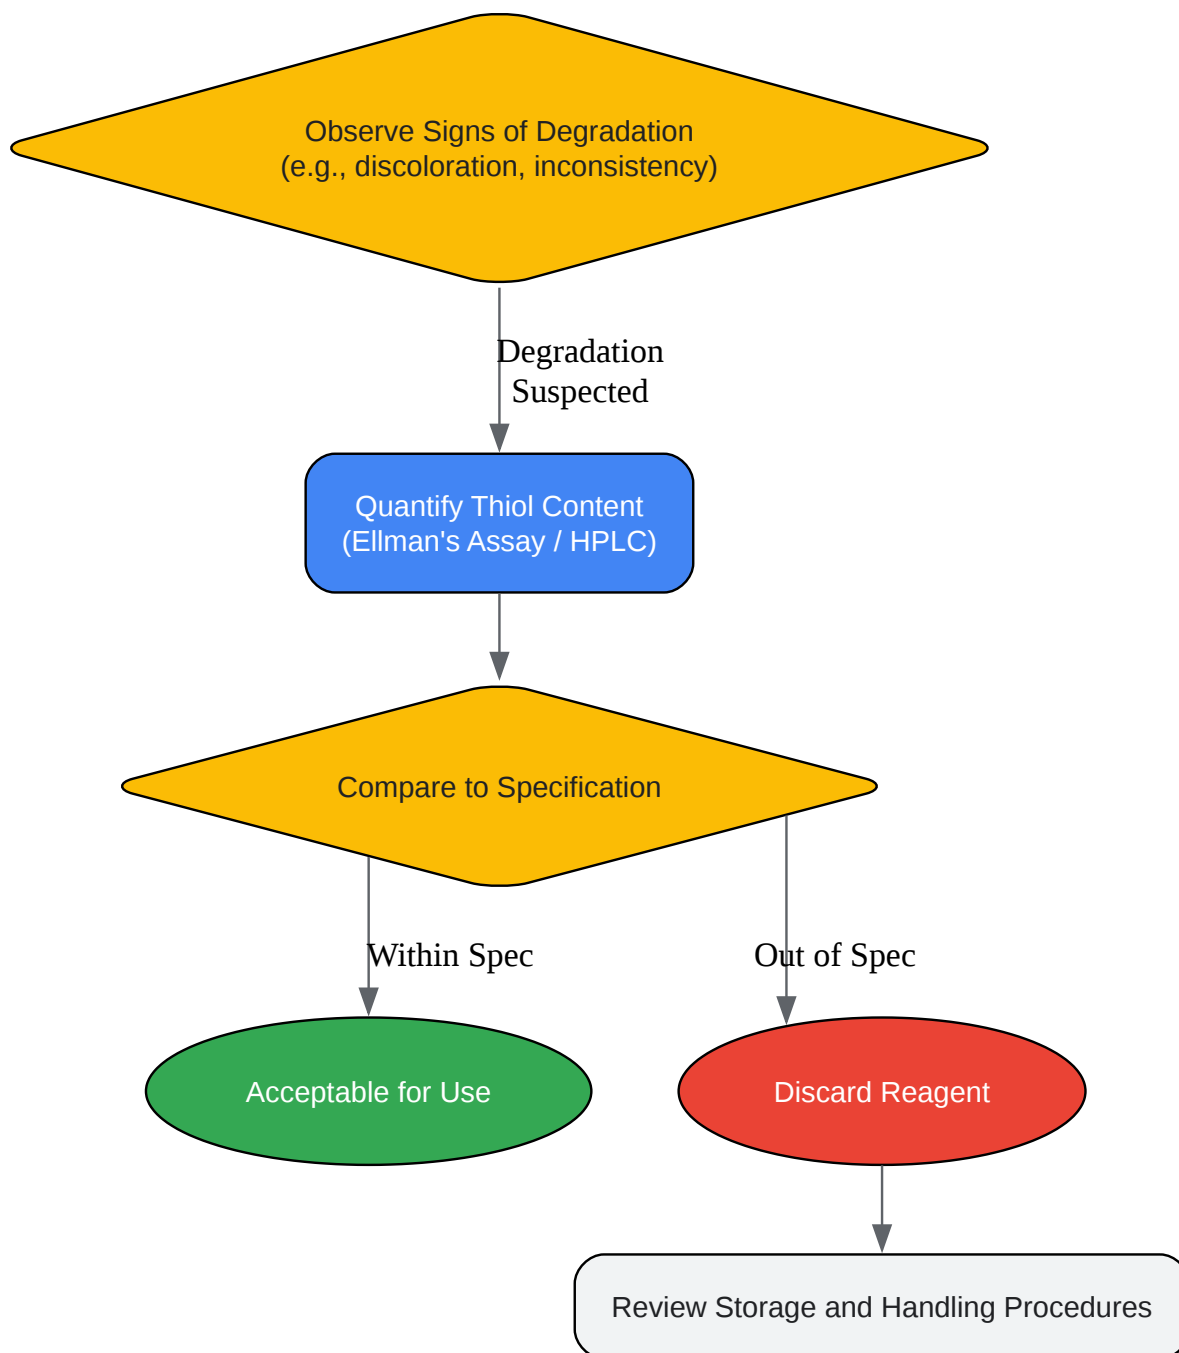 Observe Signs of Degradation
(e.g., discoloration, inconsistency)
Degradation
Suspected
Quantify Thiol Content
(Ellman's Assay / HPLC)
Compare to Specification
Within Spec
Out of Spec
Acceptable for Use
Discard Reagent
Review Storage and Handling Procedures